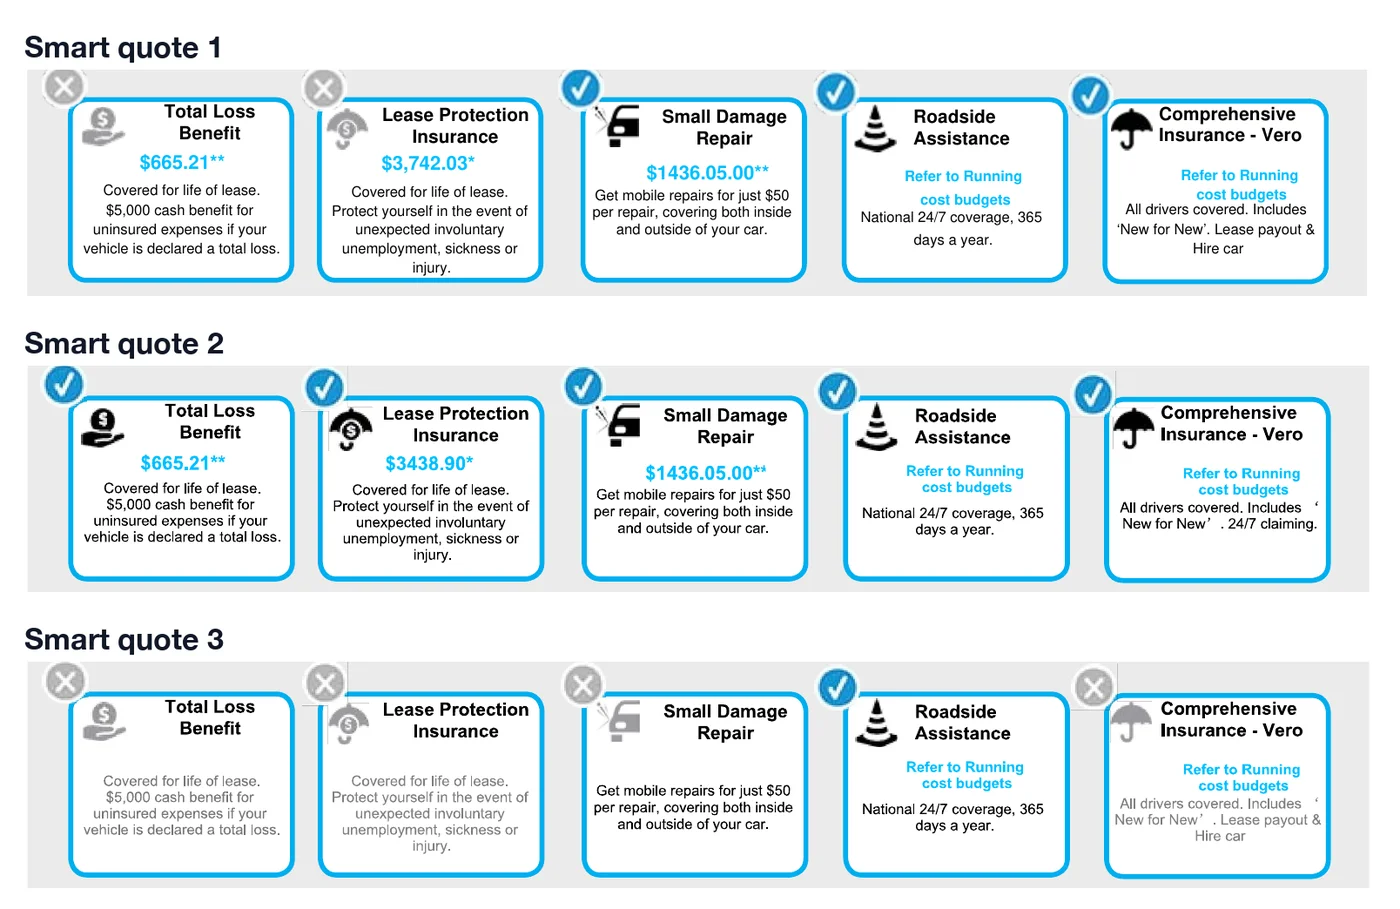 Smart quote 1
Total Loss
Benefit
$665.21**
Covered for life of lease.
$5,000 cash benefit for
uninsured expenses if your
vehicle is declared a total loss.
Lease Protection
Insurance
$3,742.03*
Covered for life of lease.
Protect yourself in the event of
unexpected involuntary
unemployment, sickness or
injury.
Small Damage
Repair
$1436.05.00**
Get mobile repairs for just $50
per repair, covering both inside
and outside of your car.
Roadside
Assistance
Refer to Running
cost budgets
National 24/7 coverage, 365
days a year.
Comprehensive
Insurance - Vero
Refer to Running
cost budgets
All drivers covered. Includes
‘New for New’. Lease payout &
Hire car
Smart quote 2
Total Loss
Benefit
$665.21**
Covered for life of lease.
$5,000 cash benefit for
uninsured expenses if your
vehicle is declared a total loss.
Lease Protection
Insurance
$3438.90*
Covered for life of lease.
Protect yourself in the event of
unexpected involuntary
unemployment, sickness or
injury.
Small Damage
Repair
$1436.05.00**
Get mobile repairs for just $50
per repair, covering both inside
and outside of your car.
Roadside
Assistance
Refer to Running
cost budgets
National 24/7 coverage, 365
days a year.
Comprehensive
Insurance - Vero
Refer to Running
cost budgets
All drivers covered. Includes ‘
New for New’ . 24/7 claiming.
Smart quote 3
Total Loss
Benefit
Covered for life of lease.
$5,000 cash benefit for
uninsured expenses if your
vehicle is declared a total loss.
Lease Protection
Insurance
Covered for life of lease.
Protect yourself in the event of
unexpected involuntary
unemployment, sickness or
injury.
Small Damage
Repair
Get mobile repairs for just $50
per repair, covering both inside
and outside of your car.
Roadside
Assistance
Refer to Running
cost budgets
National 24/7 coverage, 365
days a year.
Comprehensive
Insurance - Vero
Refer to Running
cost budgets
All drivers covered. Includes ‘
New for New’ . Lease payout &
Hire car